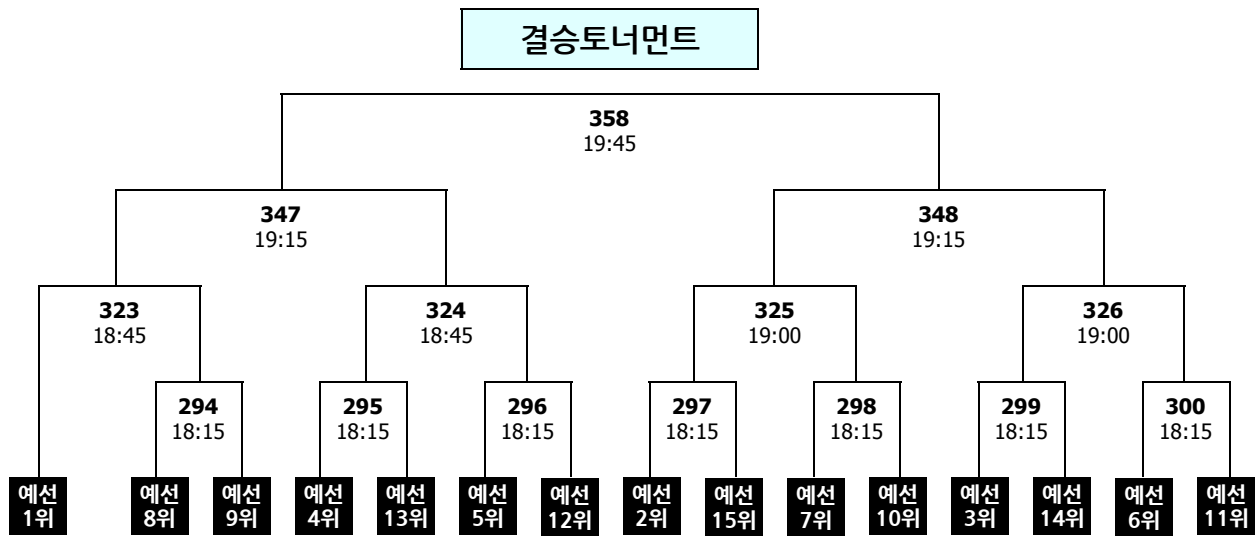 결승토너먼트
358
19:45
347
19:15
348
19:15
323
18:45
324
18:45
325
19:00
326
19:00
294
18:15
295
18:15
296
18:15
297
18:15
298
18:15
299
18:15
300
18:15
예선
1위
예선
8위
예선
9위
예선
4위
예선
13위
예선
5위
예선
12위
예선
2위
예선
15위
예선
7위
예선
10위
예선
3위
예선
14위
예선
6위
예선
11위